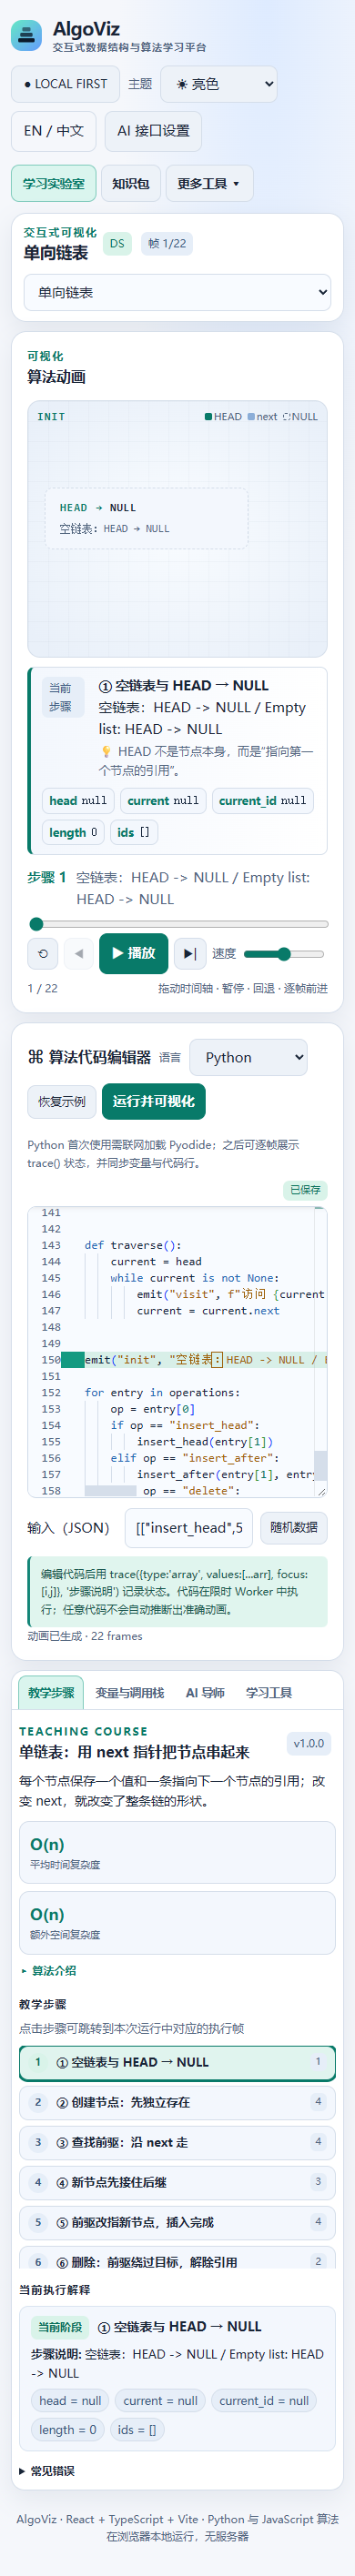 AlgoViz
交互式数据结构与算法学习平台
● LOCAL FIRST
主题
☀ 亮色
EN / 中文
AI 接口设置
学习实验室
知识包
更多工具 ▾
交互式可视化
单向链表
DS
帧 1/22
单向链表
可视化
算法动画
INIT
HEAD next NULL
HEAD → NULL
空链表: HEAD → NULL
当前步骤
① 空链表与 HEAD → NULL
空链表：HEAD -> NULL / Empty
list: HEAD -> NULL
💡 HEAD 不是节点本身，而是“指向第一
个节点的引用”。
head null
current null
current_id null
length 0
ids []
步骤 1
空链表：HEAD -> NULL / Empty list:
HEAD -> NULL
⟲
◀
▶ 播放
▶|
速度
1 / 22
拖动时间轴 · 暂停 · 回退 · 逐帧前进
⌘ 算法代码编辑器
语言
Python
恢复示例
运行并可视化
Python 首次使用需联网加载 Pyodide；之后可逐帧展示
trace() 状态，并同步变量与代码行。
已保存
141
142
143 def traverse():
144 current = head
145 while current is not None:
146 emit("visit", f"访问 {current
147 current = current.next
148
149
150 emit("init", "空链表：HEAD -> NULL /
151
152 for entry in operations:
153 op = entry[0]
154 if op == "insert_head":
155 insert_head(entry[1])
156 elif op == "insert_after":
157 insert_after(entry[1], entr
158 op == "delete":
输入（JSON）
[["insert_head",5
随机数据
编辑代码后用 trace({type:'array', values:[...arr], focus:
[i,j]}, '步骤说明') 记录状态。代码在限时 Worker 中执
行；任意代码不会自动推断出准确动画。
动画已生成 · 22 frames
教学步骤
变量与调用栈
AI 导师
学习工具
TEACHING COURSE
单链表：用 next 指针把节点串起来
v1.0.0
每个节点保存一个值和一条指向下一个节点的引用；改
变 next，就改变了整条链的形状。
O(n)
平均时间复杂度
O(n)
额外空间复杂度
▸ 算法介绍
教学步骤
点击步骤可跳转到本次运行中对应的执行帧
1 ① 空链表与 HEAD → NULL 1
2 ② 创建节点：先独立存在 4
3 ③ 查找前驱：沿 next 走 4
4 ④ 新节点先接住后继 3
5 ⑤ 前驱改指新节点，插入完成 4
6 ⑥ 删除：前驱绕过目标，解除引用 2
当前执行解释
当前阶段
① 空链表与 HEAD → NULL
步骤说明: 空链表：HEAD -> NULL / Empty list: HEAD
-> NULL
head = null
current = null
current_id = null
length = 0
ids = []
▶ 常见错误
AlgoViz · React + TypeScript + Vite · Python 与 JavaScript 算法
在浏览器本地运行，无服务器